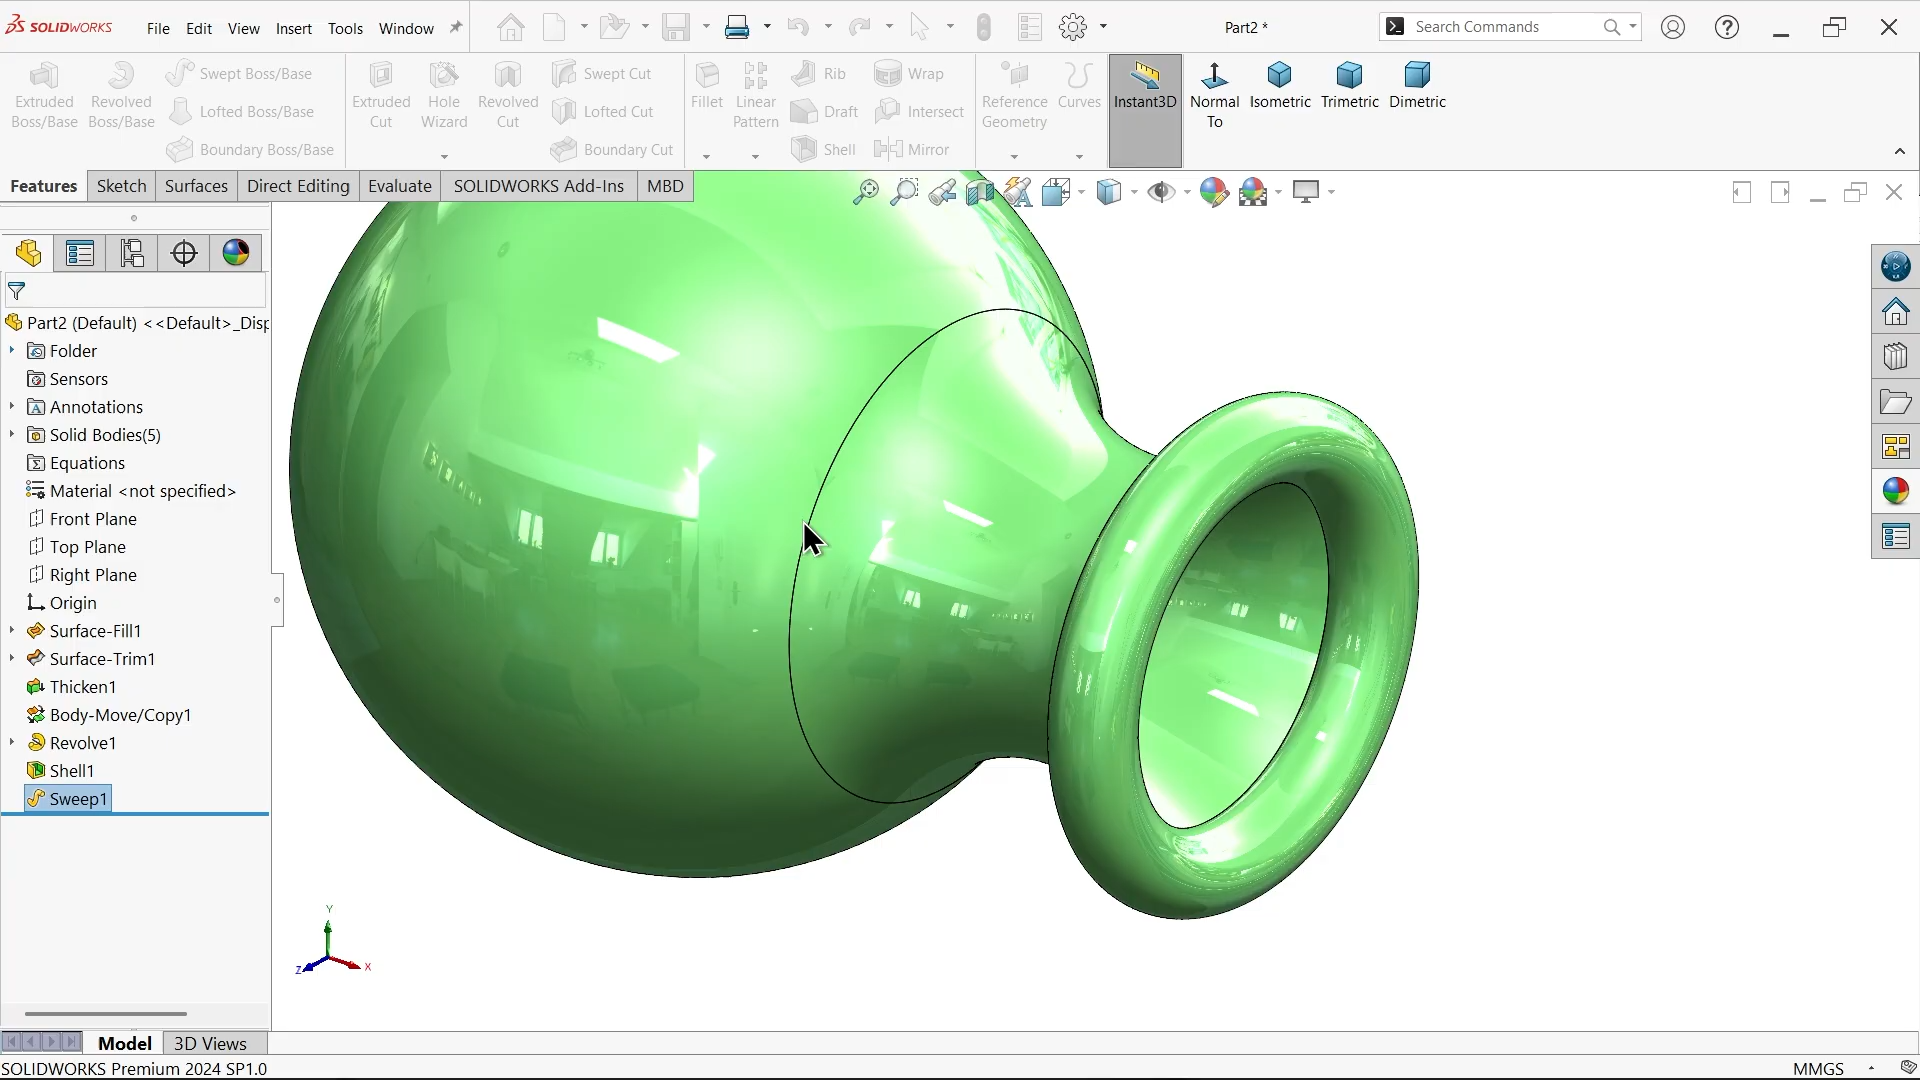 SOLIDWORKS File Edit View Insert Tools Window Part2 * Search Commands
Extruded Boss/Base
Revolved Boss/Base
Swept Boss/Base
Lofted Boss/Base
Boundary Boss/Base
Extruded Cut
Hole Wizard
Revolved Cut
Swept Cut
Lofted Cut
Boundary Cut
Fillet
Linear Pattern
Rib
Draft
Shell
Wrap
Intersect
Mirror
Reference Geometry
Curves
Instant3D
Normal To
Isometric
Trimetric
Dimetric
Features Sketch Surfaces Direct Editing Evaluate SOLIDWORKS Add-Ins MBD
Part2 (Default) <<Default>_Disp
Folder
Sensors
Annotations
Solid Bodies(5)
Equations
Material <not specified>
Front Plane
Top Plane
Right Plane
Origin
Surface-Fill1
Surface-Trim1
Thicken1
Body-Move/Copy1
Revolve1
Shell1
Sweep1
Y
Z X
Model 3D Views
SOLIDWORKS Premium 2024 SP1.0 MMGS